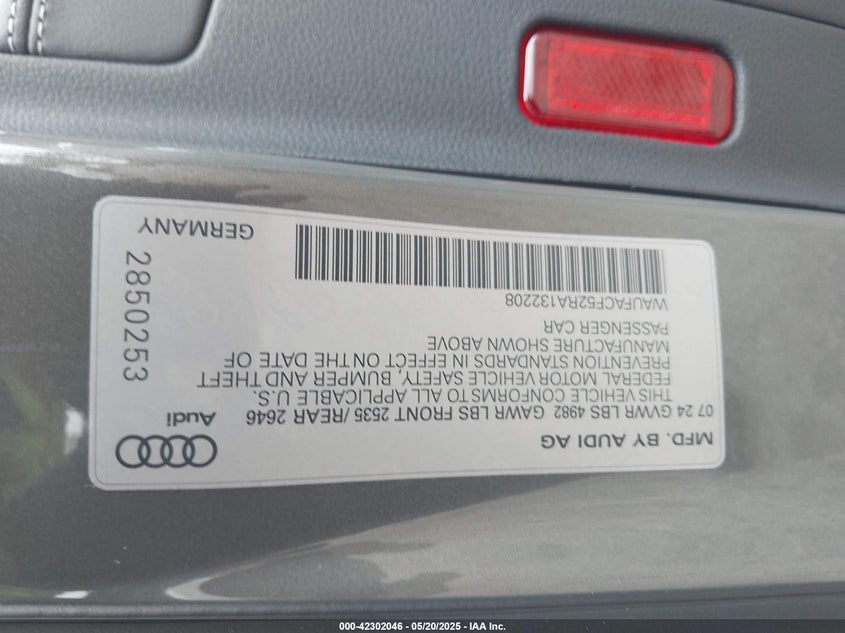 MFD. BY AUDI AG
07 24 GVWR LBS 4982 GAWR LBS FRONT 2535 /REAR 2646
THIS VEHICLE CONFORMS TO ALL APPLICABLE U.S.
FEDERAL MOTOR VEHICLE SAFETY, BUMPER AND THEFT
PREVENTION STANDARDS IN EFFECT ON THE DATE OF
MANUFACTURE SHOWN ABOVE
PASSENGER CAR
WAUFACF52RA132208
Audi
2850253
GERMANY
000-42302046 - 05/20/2025 - IAA Inc.